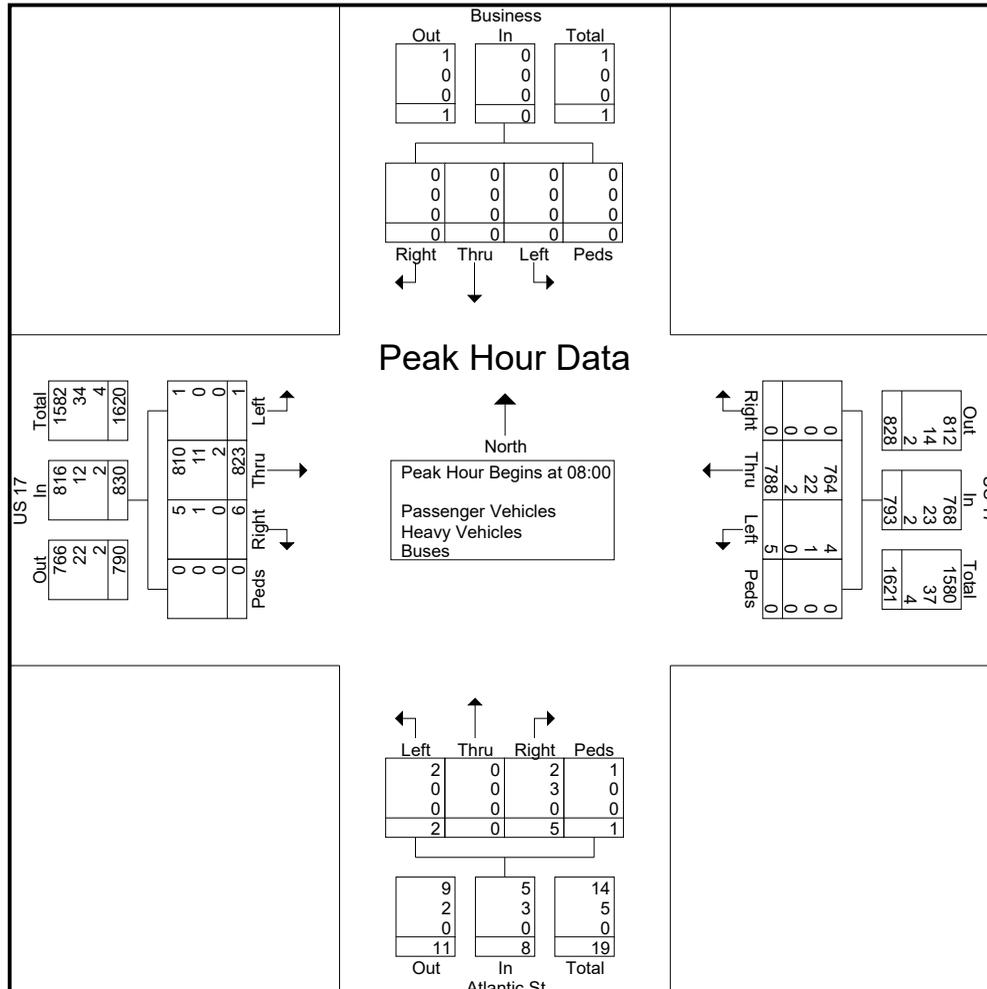 Business
Out In Total
1 0 1
0 0 0
0 0 0
1 0 1
0 0 0 0
0 0 0 0
0 0 0 0
0 0 0 0
Right Thru Left Peds
Peak Hour Data
North
Peak Hour Begins at 08:00
Passenger Vehicles
Heavy Vehicles
Buses
US 17
Out In Total
766 816 1582
22 12 34
2 2 4
790 830 1620
Peds Right Thru Left
0 5 810 1
0 1 11 0
0 0 2 0
0 6 823 1
Out In Total
812 768 1580
14 23 37
2 2 4
828 793 1621
Right Thru Left Peds
0 764 4 0
0 22 1 0
0 2 0 0
0 788 5 0
Left Thru Right Peds
2 0 2 1
0 0 3 0
0 0 0 0
2 0 5 1
9 5 14
2 3 5
0 0 0
11 8 19
Out In Total
Atlantic St